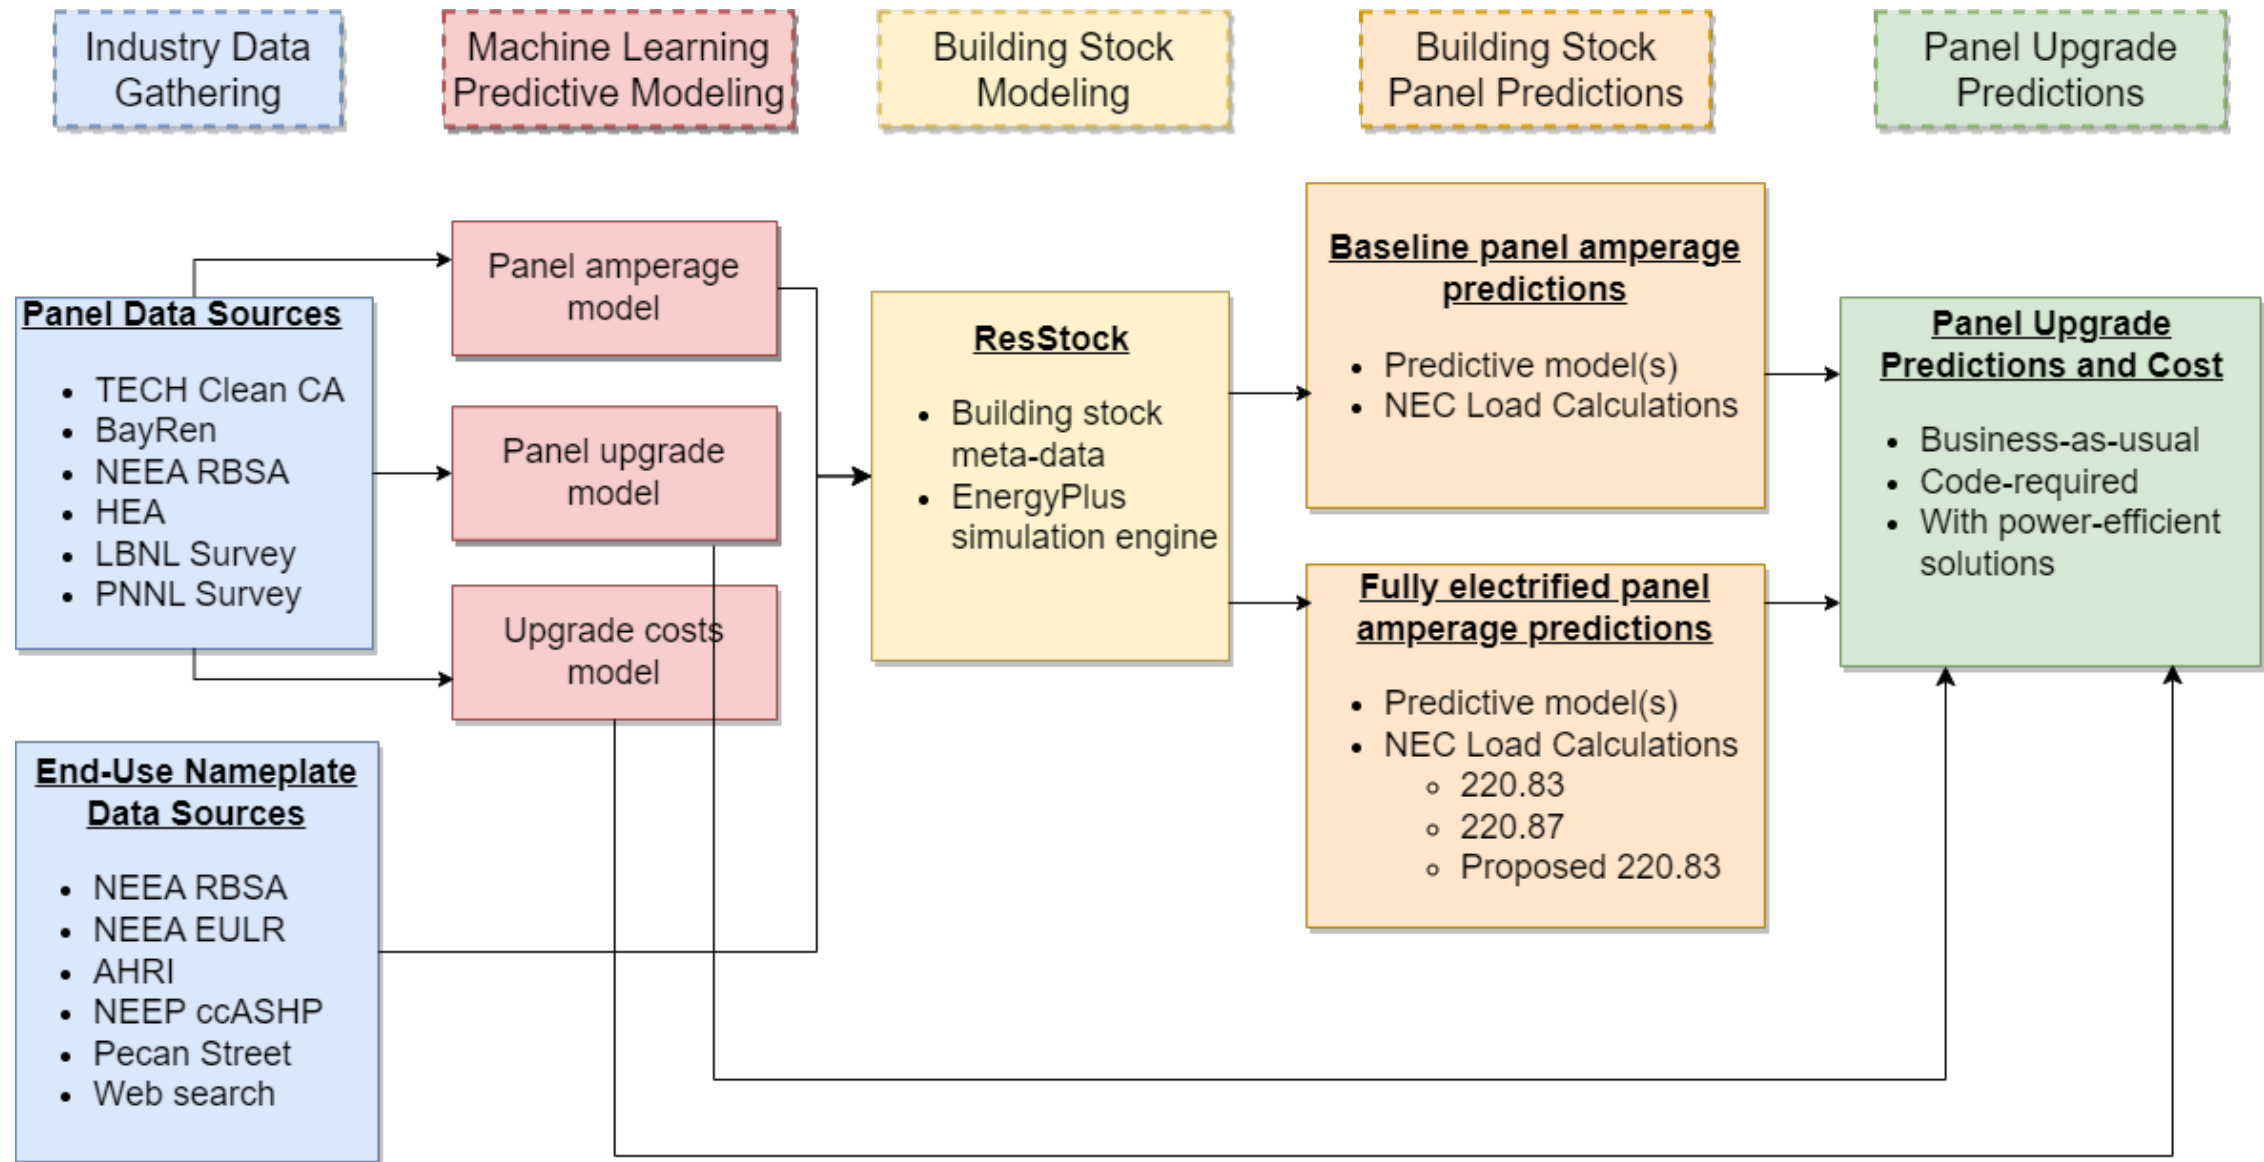 Industry Data
Gathering
Machine Learning
Predictive Modeling
Building Stock
Modeling
Building Stock
Panel Predictions
Panel Upgrade
Predictions
Panel Data Sources
• TECH Clean CA
• BayRen
• NEEA RBSA
• HEA
• LBNL Survey
• PNNL Survey
End-Use Nameplate
Data Sources
• NEEA RBSA
• NEEA EULR
• AHRI
• NEEP ccASHP
• Pecan Street
• Web search
Panel amperage
model
Panel upgrade
model
Upgrade costs
model
ResStock
• Building stock
meta-data
• EnergyPlus
simulation engine
Baseline panel amperage
predictions
• Predictive model(s)
• NEC Load Calculations
Fully electrified panel
amperage predictions
• Predictive model(s)
• NEC Load Calculations
○ 220.83
○ 220.87
○ Proposed 220.83
Panel Upgrade
Predictions and Cost
• Business-as-usual
• Code-required
• With power-efficient
solutions